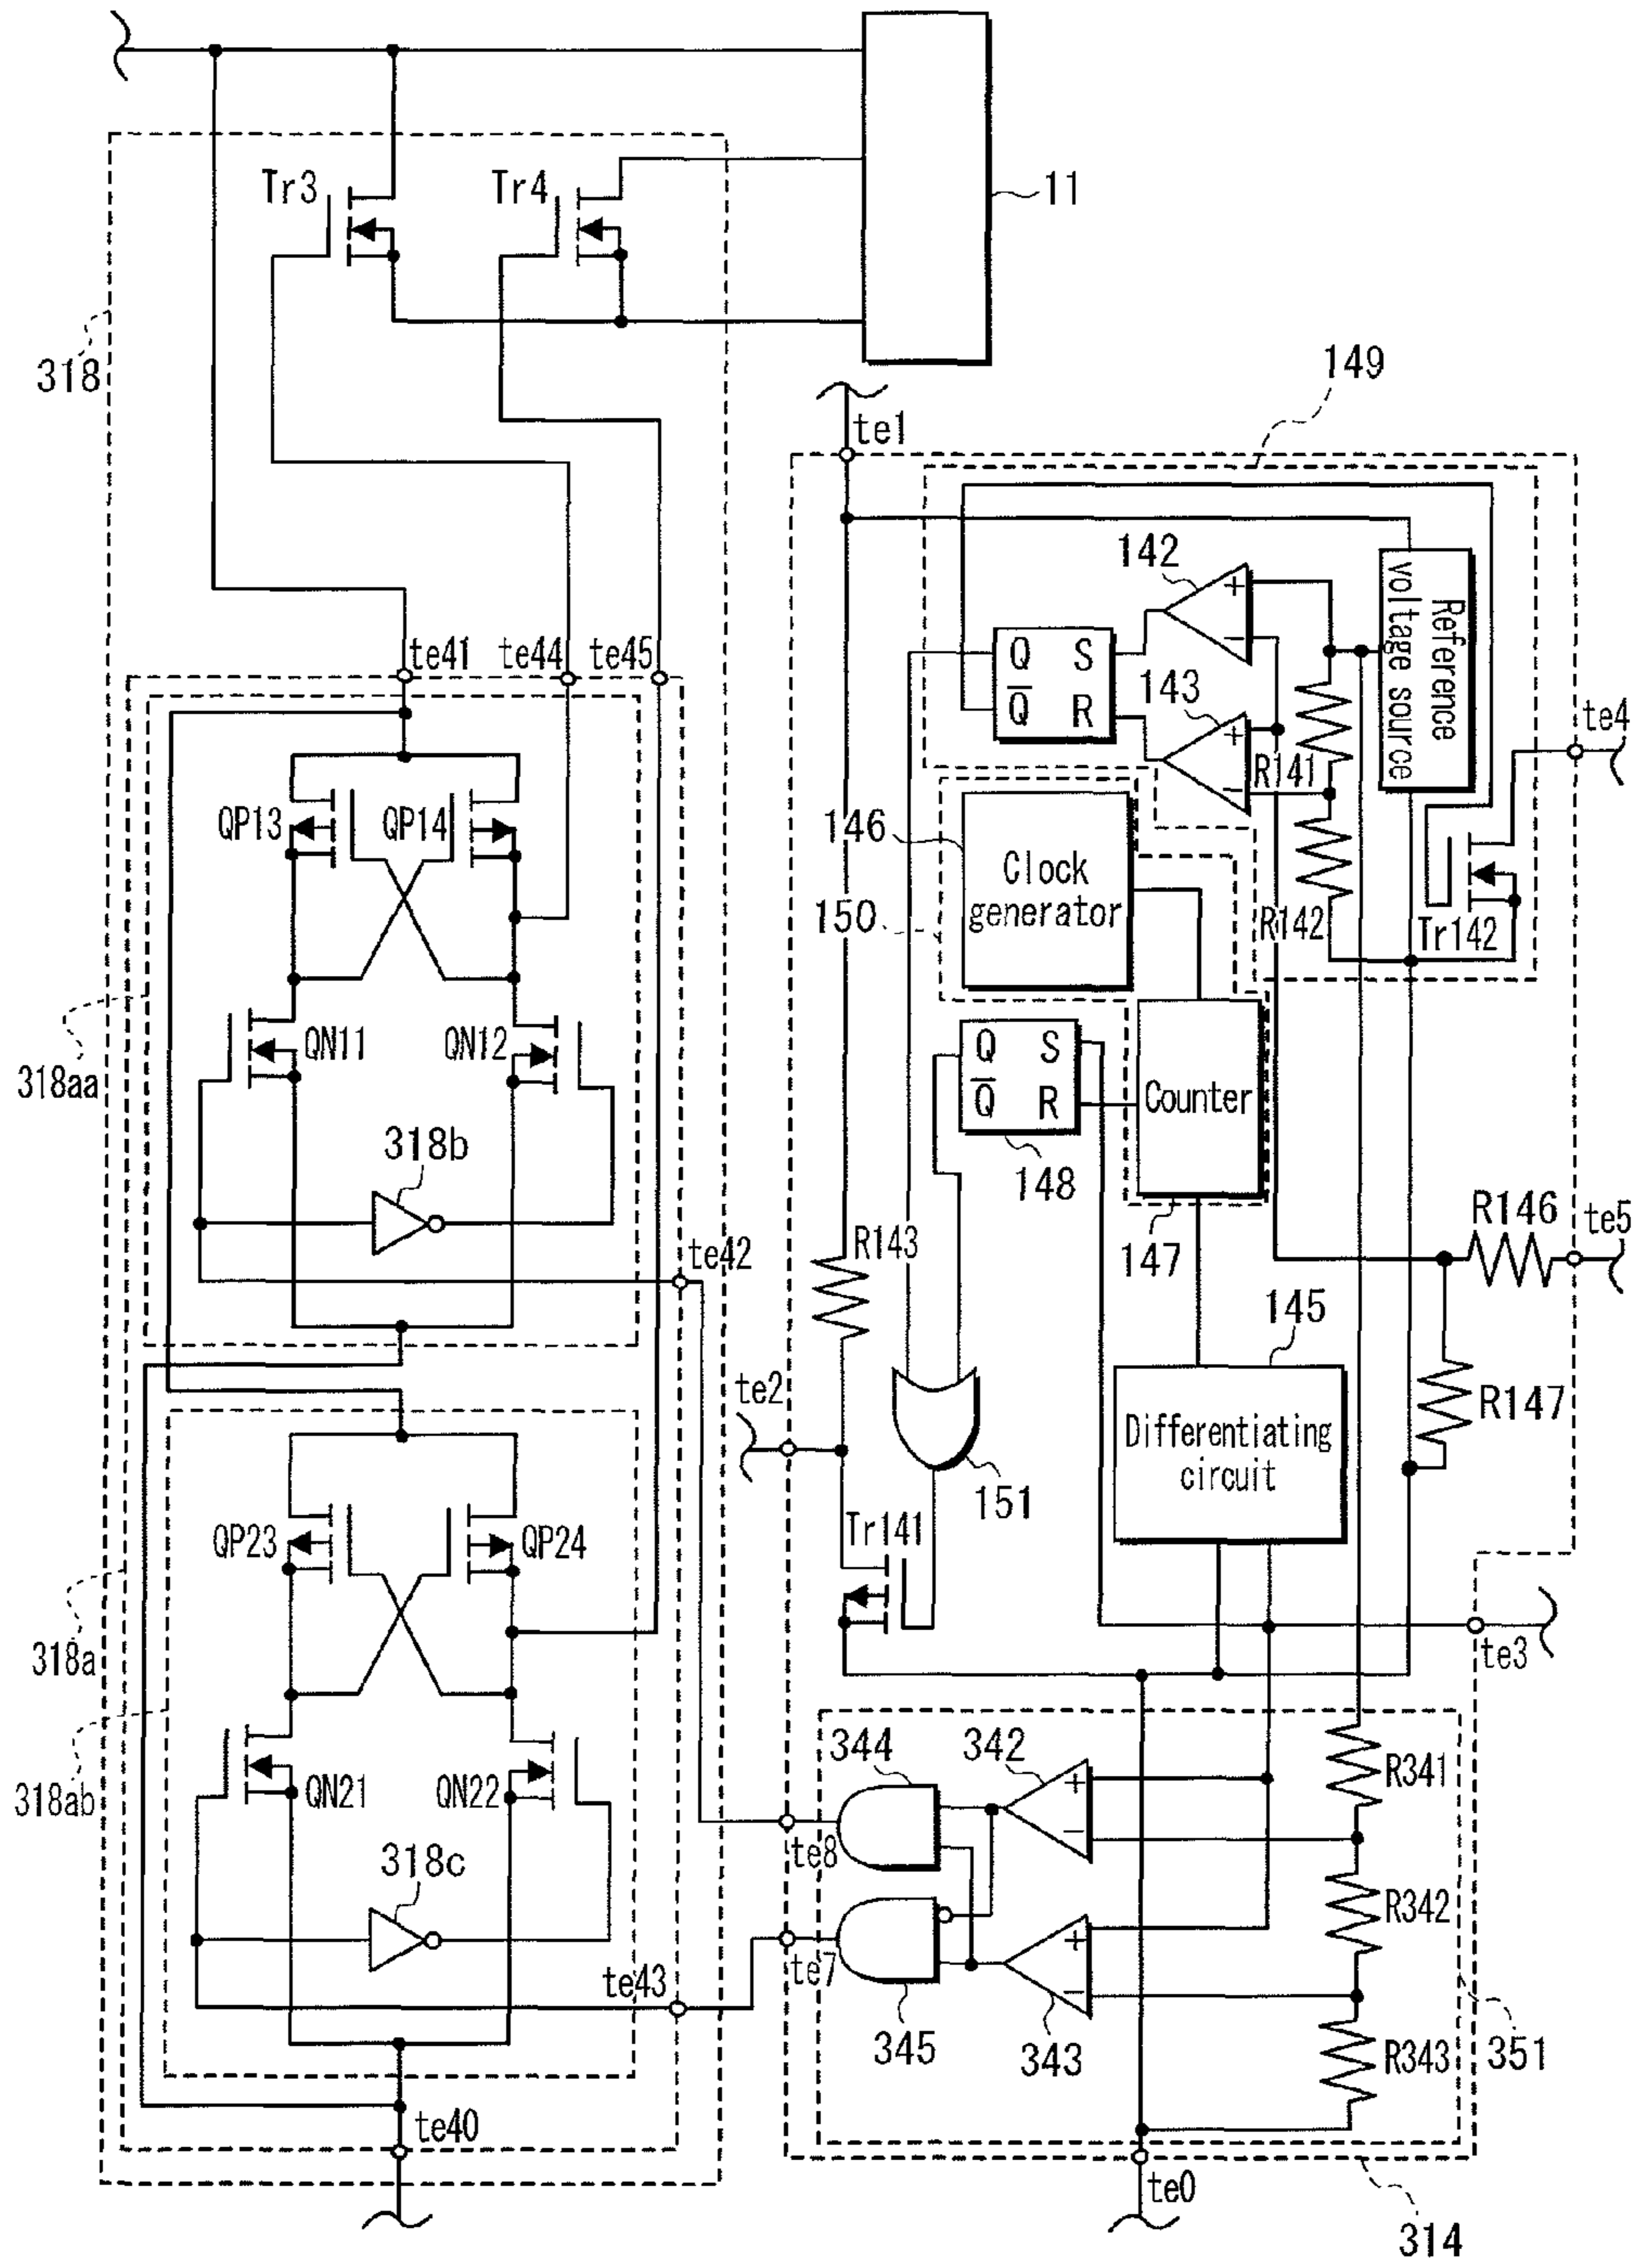 Tr3
Tr4
11
318
149
te1
142
Reference
voltage source
te41
te44
te45
Q
S
Q̅
R
143
te4
R141
QP13
QP14
146
Clock
generator
150
R142
Tr142
QN11
QN12
318aa
Q
S
Q̅
R
Counter
318b
148
R146
te5
te42
R143
147
145
te2
R147
Differentiating
circuit
151
QP23
QP24
Tr141
318a
te3
318ab
344
342
R341
QN21
QN22
te8
318c
R342
te7
te43
345
343
R343
351
te40
te0
314
+
−
+
−
+
−
+
−